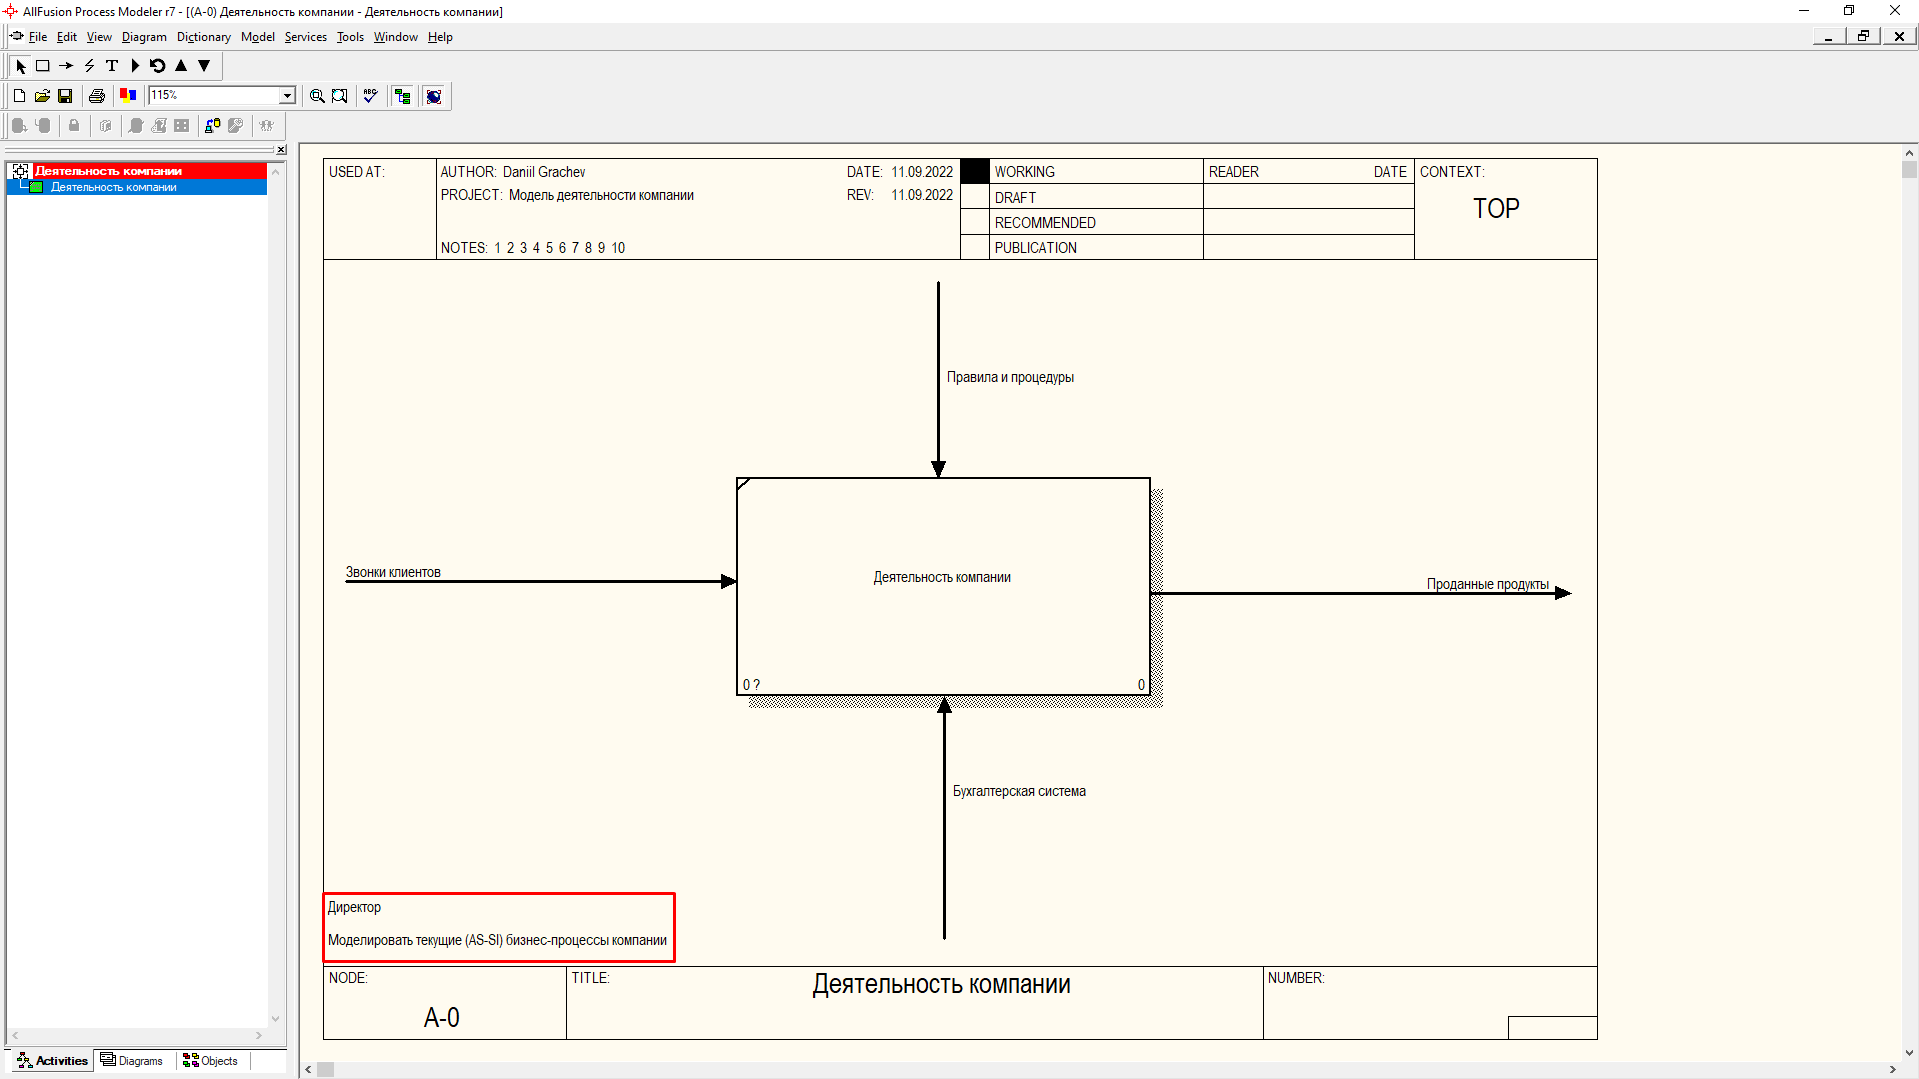 AllFusion Process Modeler r7 - [(A-0) Деятельность компании - Деятельность компании]
File Edit View Diagram Dictionary Model Services Tools Window Help
115%
Деятельность компании
Деятельность компании
Activities Diagrams Objects
USED AT:
AUTHOR: Daniil Grachev
DATE: 11.09.2022
PROJECT: Модель деятельности компании
REV: 11.09.2022
NOTES: 1 2 3 4 5 6 7 8 9 10
WORKING
DRAFT
RECOMMENDED
PUBLICATION
READER DATE
CONTEXT:
TOP
Правила и процедуры
Звонки клиентов
Деятельность компании
Проданные продукты
0 ? 0
Бухгалтерская система
Директор
Моделировать текущие (AS-SI) бизнес-процессы компании
NODE:
A-0
TITLE:
Деятельность компании
NUMBER: